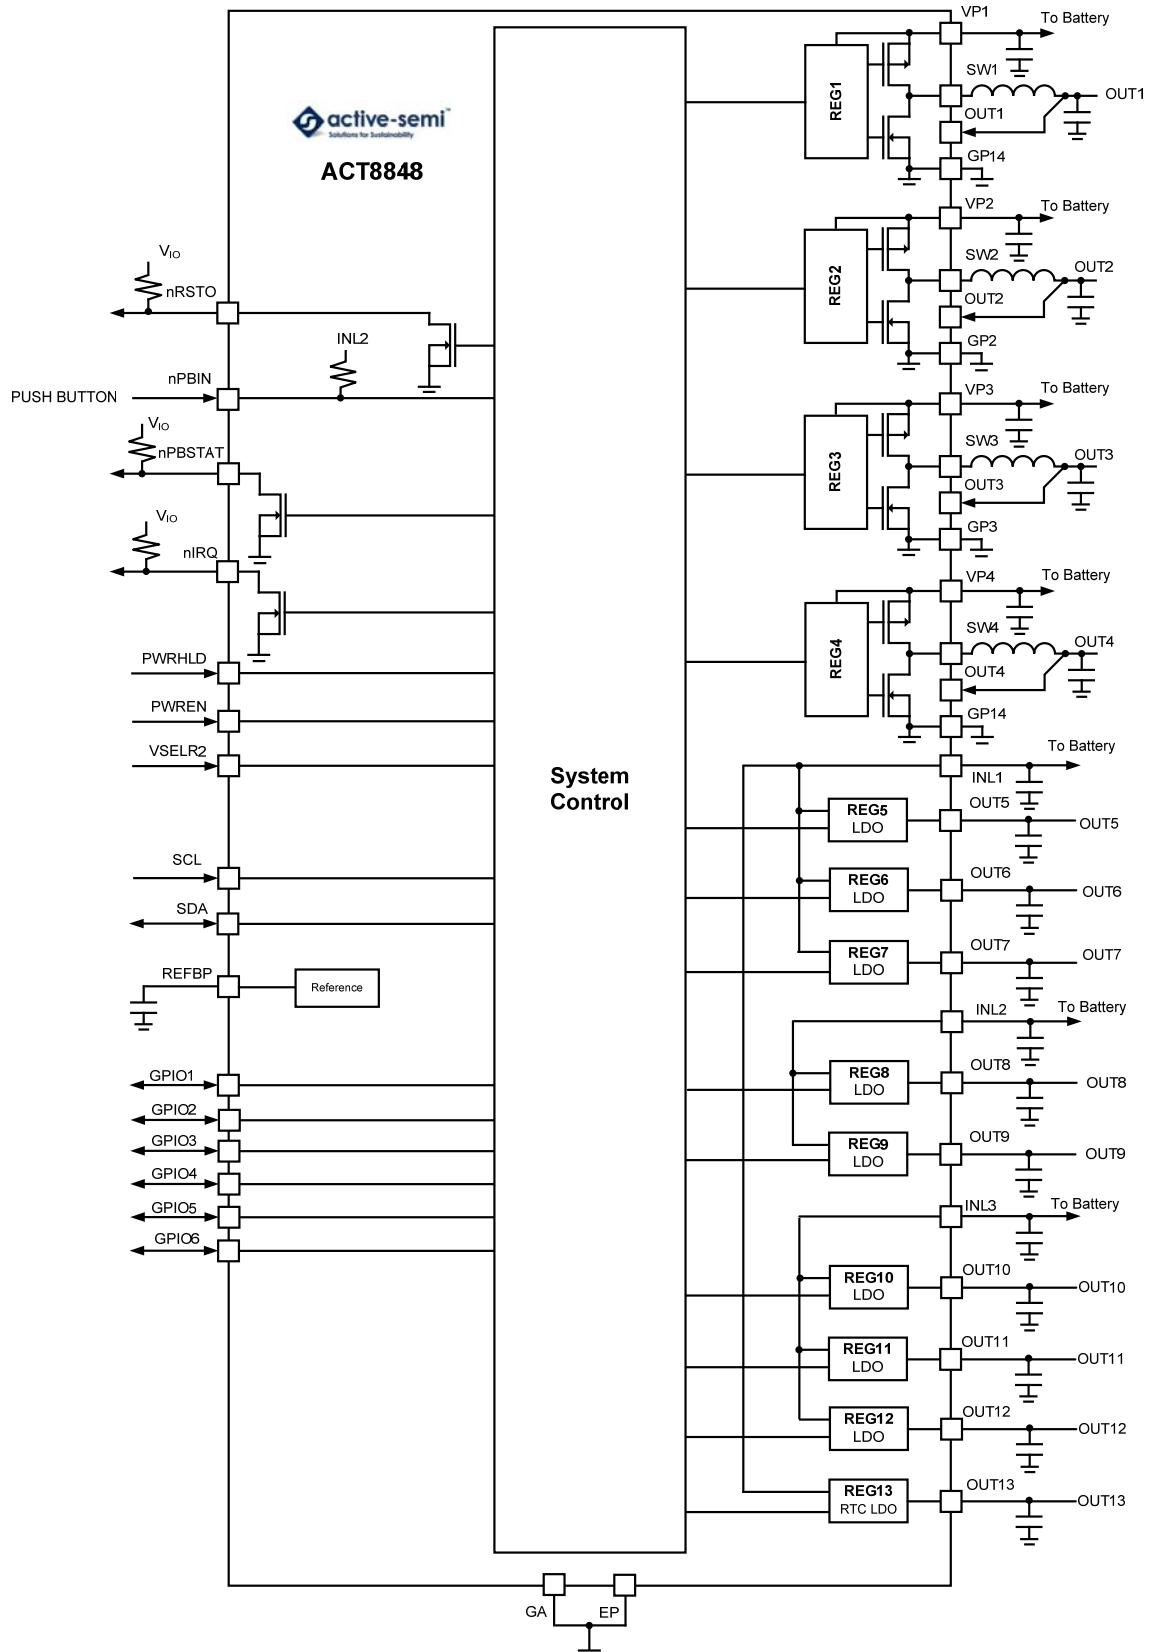 VP1
To Battery
active-semi™
Solutions for Sustainability
ACT8848
REG1
SW1
OUT1
OUT1
GP14
VP2
To Battery
REG2
SW2
OUT2
OUT2
GP2
VIO
nRSTO
INL2
nPBIN
PUSH BUTTON
VIO
nPBSTAT
VIO
nIRQ
VP3
To Battery
REG3
SW3
OUT3
OUT3
GP3
VP4
To Battery
REG4
SW4
OUT4
OUT4
GP14
PWRHLD
PWREN
VSELR2
System
Control
To Battery
INL1
REG5
LDO
OUT5
OUT5
SCL
REG6
LDO
OUT6
OUT6
SDA
REG7
LDO
OUT7
OUT7
REFBP
Reference
INL2
To Battery
GPIO1
REG8
LDO
OUT8
OUT8
GPIO2
GPIO3
REG9
LDO
OUT9
OUT9
GPIO4
GPIO5
GPIO6
INL3
To Battery
REG10
LDO
OUT10
OUT10
REG11
LDO
OUT11
OUT11
REG12
LDO
OUT12
OUT12
REG13
RTC LDO
OUT13
OUT13
GA
EP